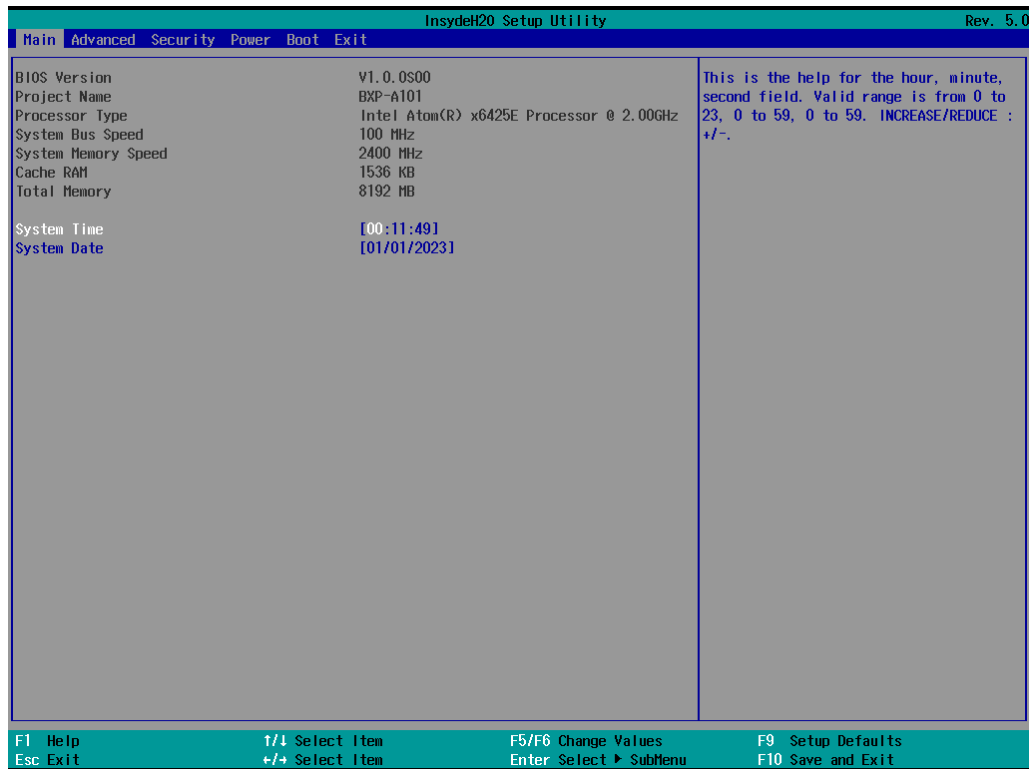 InsydeH20 Setup Utility Rev. 5.0
Main Advanced Security Power Boot Exit
BIOS Version V1.0.0S00
Project Name BXP-A101
Processor Type Intel Atom(R) x6425E Processor @ 2.00GHz
System Bus Speed 100 MHz
System Memory Speed 2400 MHz
Cache RAM 1536 KB
Total Memory 8192 MB
System Time [00:11:49]
System Date [01/01/2023]
This is the help for the hour, minute,
second field. Valid range is from 0 to
23, 0 to 59, 0 to 59. INCREASE/REDUCE :
+/-.
F1 Help ↑/↓ Select Item F5/F6 Change Values F9 Setup Defaults
Esc Exit ←/→ Select Item Enter Select ▶ SubMenu F10 Save and Exit